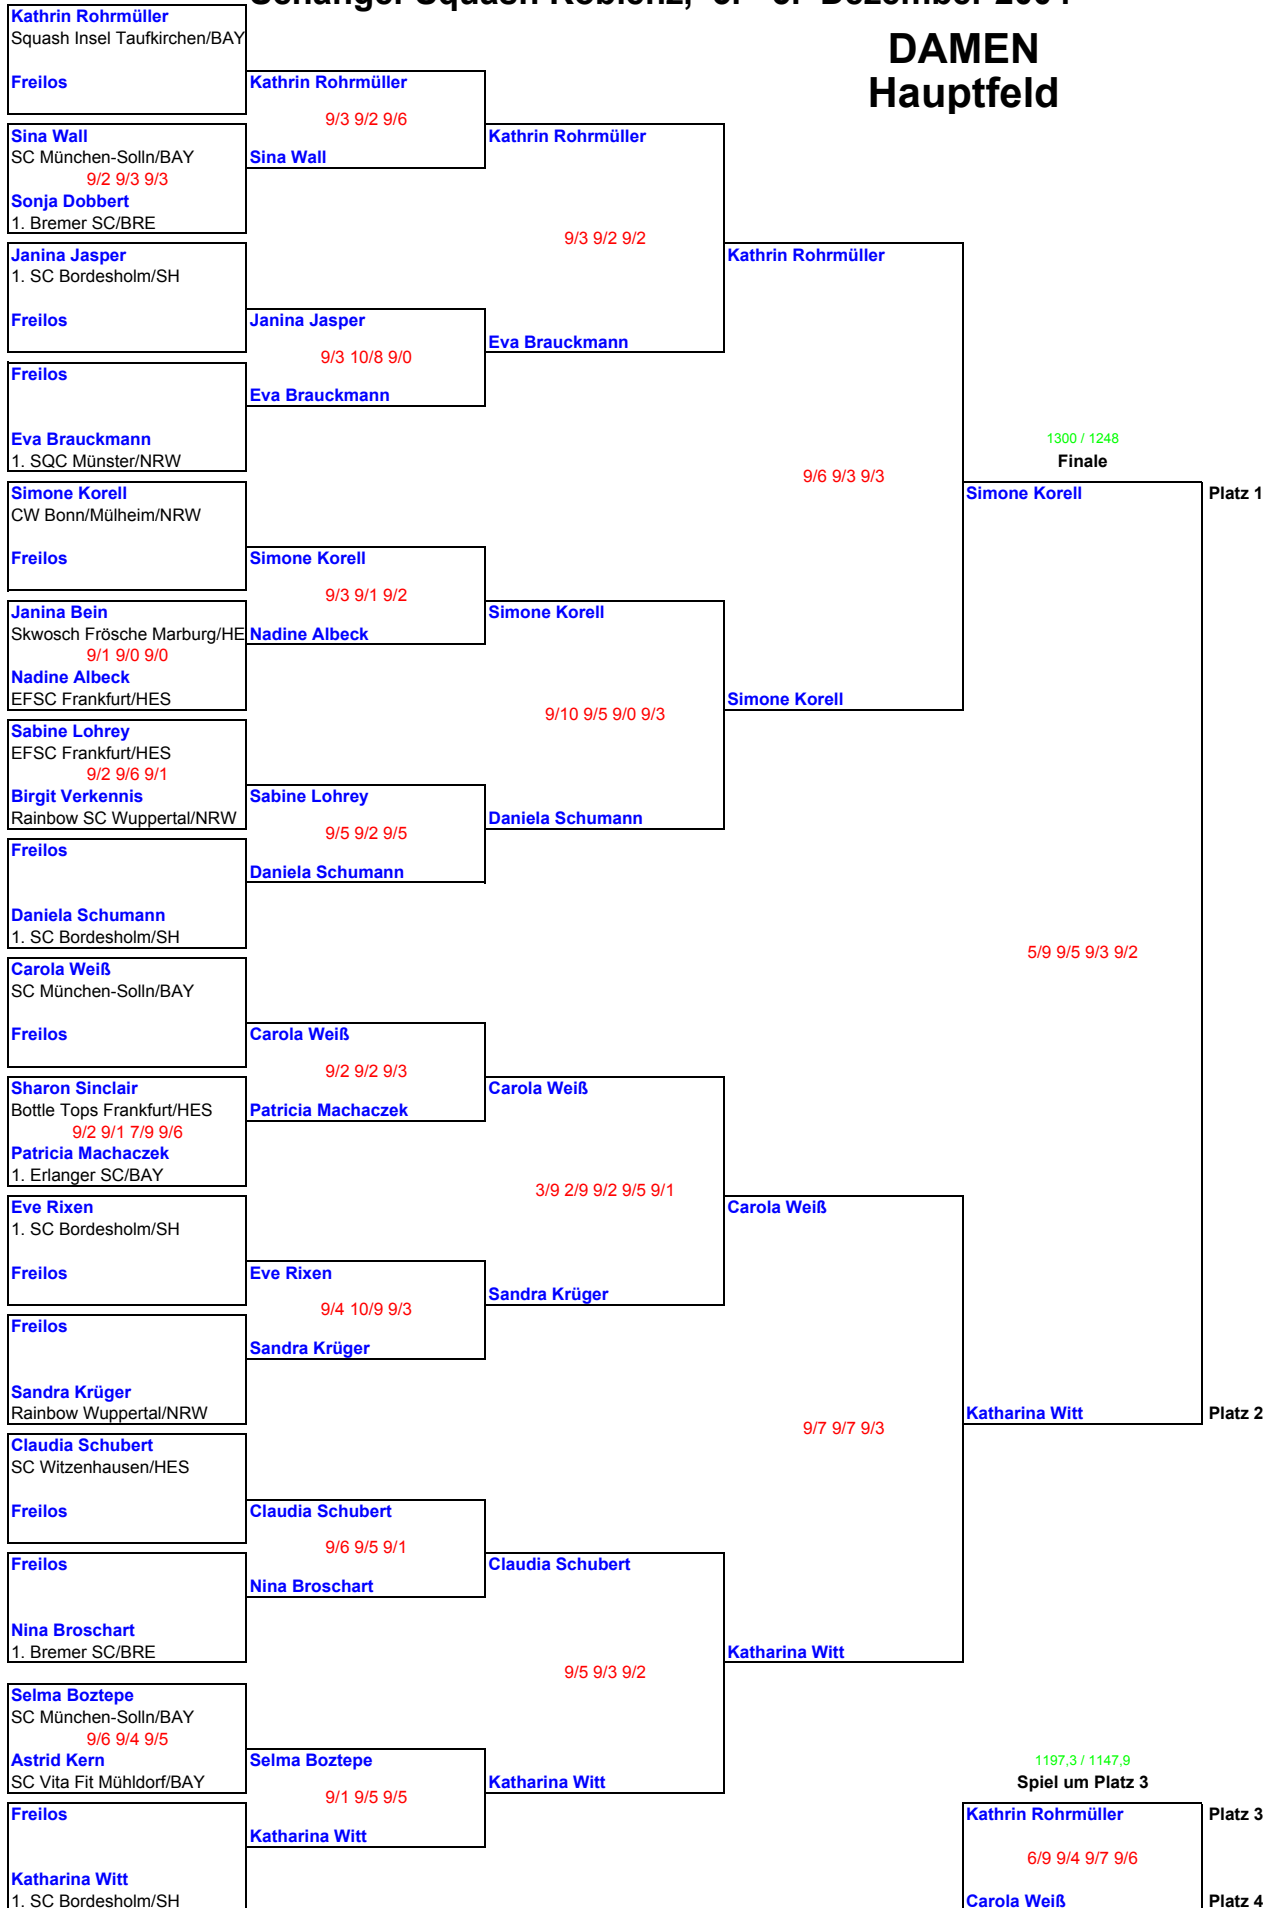 DAMEN
Hauptfeld
Kathrin Rohrmüller
Squash Insel Taufkirchen/BAY
Freilos
Sina Wall
SC München-Solln/BAY
9/2 9/3 9/3
Sonja Dobbert
1. Bremer SC/BRE
Janina Jasper
1. SC Bordesholm/SH
Freilos
Freilos
Eva Brauckmann
1. SQC Münster/NRW
Simone Korell
CW Bonn/Mülheim/NRW
Freilos
Janina Bein
Skwosch Frösche Marburg/HE
9/1 9/0 9/0
Nadine Albeck
EFSC Frankfurt/HES
Sabine Lohrey
EFSC Frankfurt/HES
9/2 9/6 9/1
Birgit Verkennis
Rainbow SC Wuppertal/NRW
Freilos
Daniela Schumann
1. SC Bordesholm/SH
Carola Weiß
SC München-Solln/BAY
Freilos
Sharon Sinclair
Bottle Tops Frankfurt/HES
9/2 9/1 7/9 9/6
Patricia Machaczek
1. Erlanger SC/BAY
Eve Rixen
1. SC Bordesholm/SH
Freilos
Freilos
Sandra Krüger
Rainbow Wuppertal/NRW
Claudia Schubert
SC Witzenhausen/HES
Freilos
Freilos
Nina Broschart
1. Bremer SC/BRE
Selma Boztepe
SC München-Solln/BAY
9/6 9/4 9/5
Astrid Kern
SC Vita Fit Mühldorf/BAY
Freilos
Katharina Witt
1. SC Bordesholm/SH
Kathrin Rohrmüller
9/3 9/2 9/6
Sina Wall
Janina Jasper
9/3 10/8 9/0
Eva Brauckmann
Simone Korell
9/3 9/1 9/2
Nadine Albeck
Sabine Lohrey
9/5 9/2 9/5
Daniela Schumann
Carola Weiß
9/2 9/2 9/3
Patricia Machaczek
Eve Rixen
9/4 10/9 9/3
Sandra Krüger
Claudia Schubert
9/6 9/5 9/1
Nina Broschart
Selma Boztepe
9/1 9/5 9/5
Katharina Witt
Kathrin Rohrmüller
9/3 9/2 9/2
Eva Brauckmann
Simone Korell
9/10 9/5 9/0 9/3
Daniela Schumann
Carola Weiß
3/9 2/9 9/2 9/5 9/1
Sandra Krüger
Claudia Schubert
9/5 9/3 9/2
Katharina Witt
Kathrin Rohrmüller
9/6 9/3 9/3
Simone Korell
Carola Weiß
9/7 9/7 9/3
Katharina Witt
1300 / 1248
Finale
Simone Korell Platz 1
5/9 9/5 9/3 9/2
Katharina Witt Platz 2
1197,3 / 1147,9
Spiel um Platz 3
Kathrin Rohrmüller Platz 3
6/9 9/4 9/7 9/6
Carola Weiß Platz 4